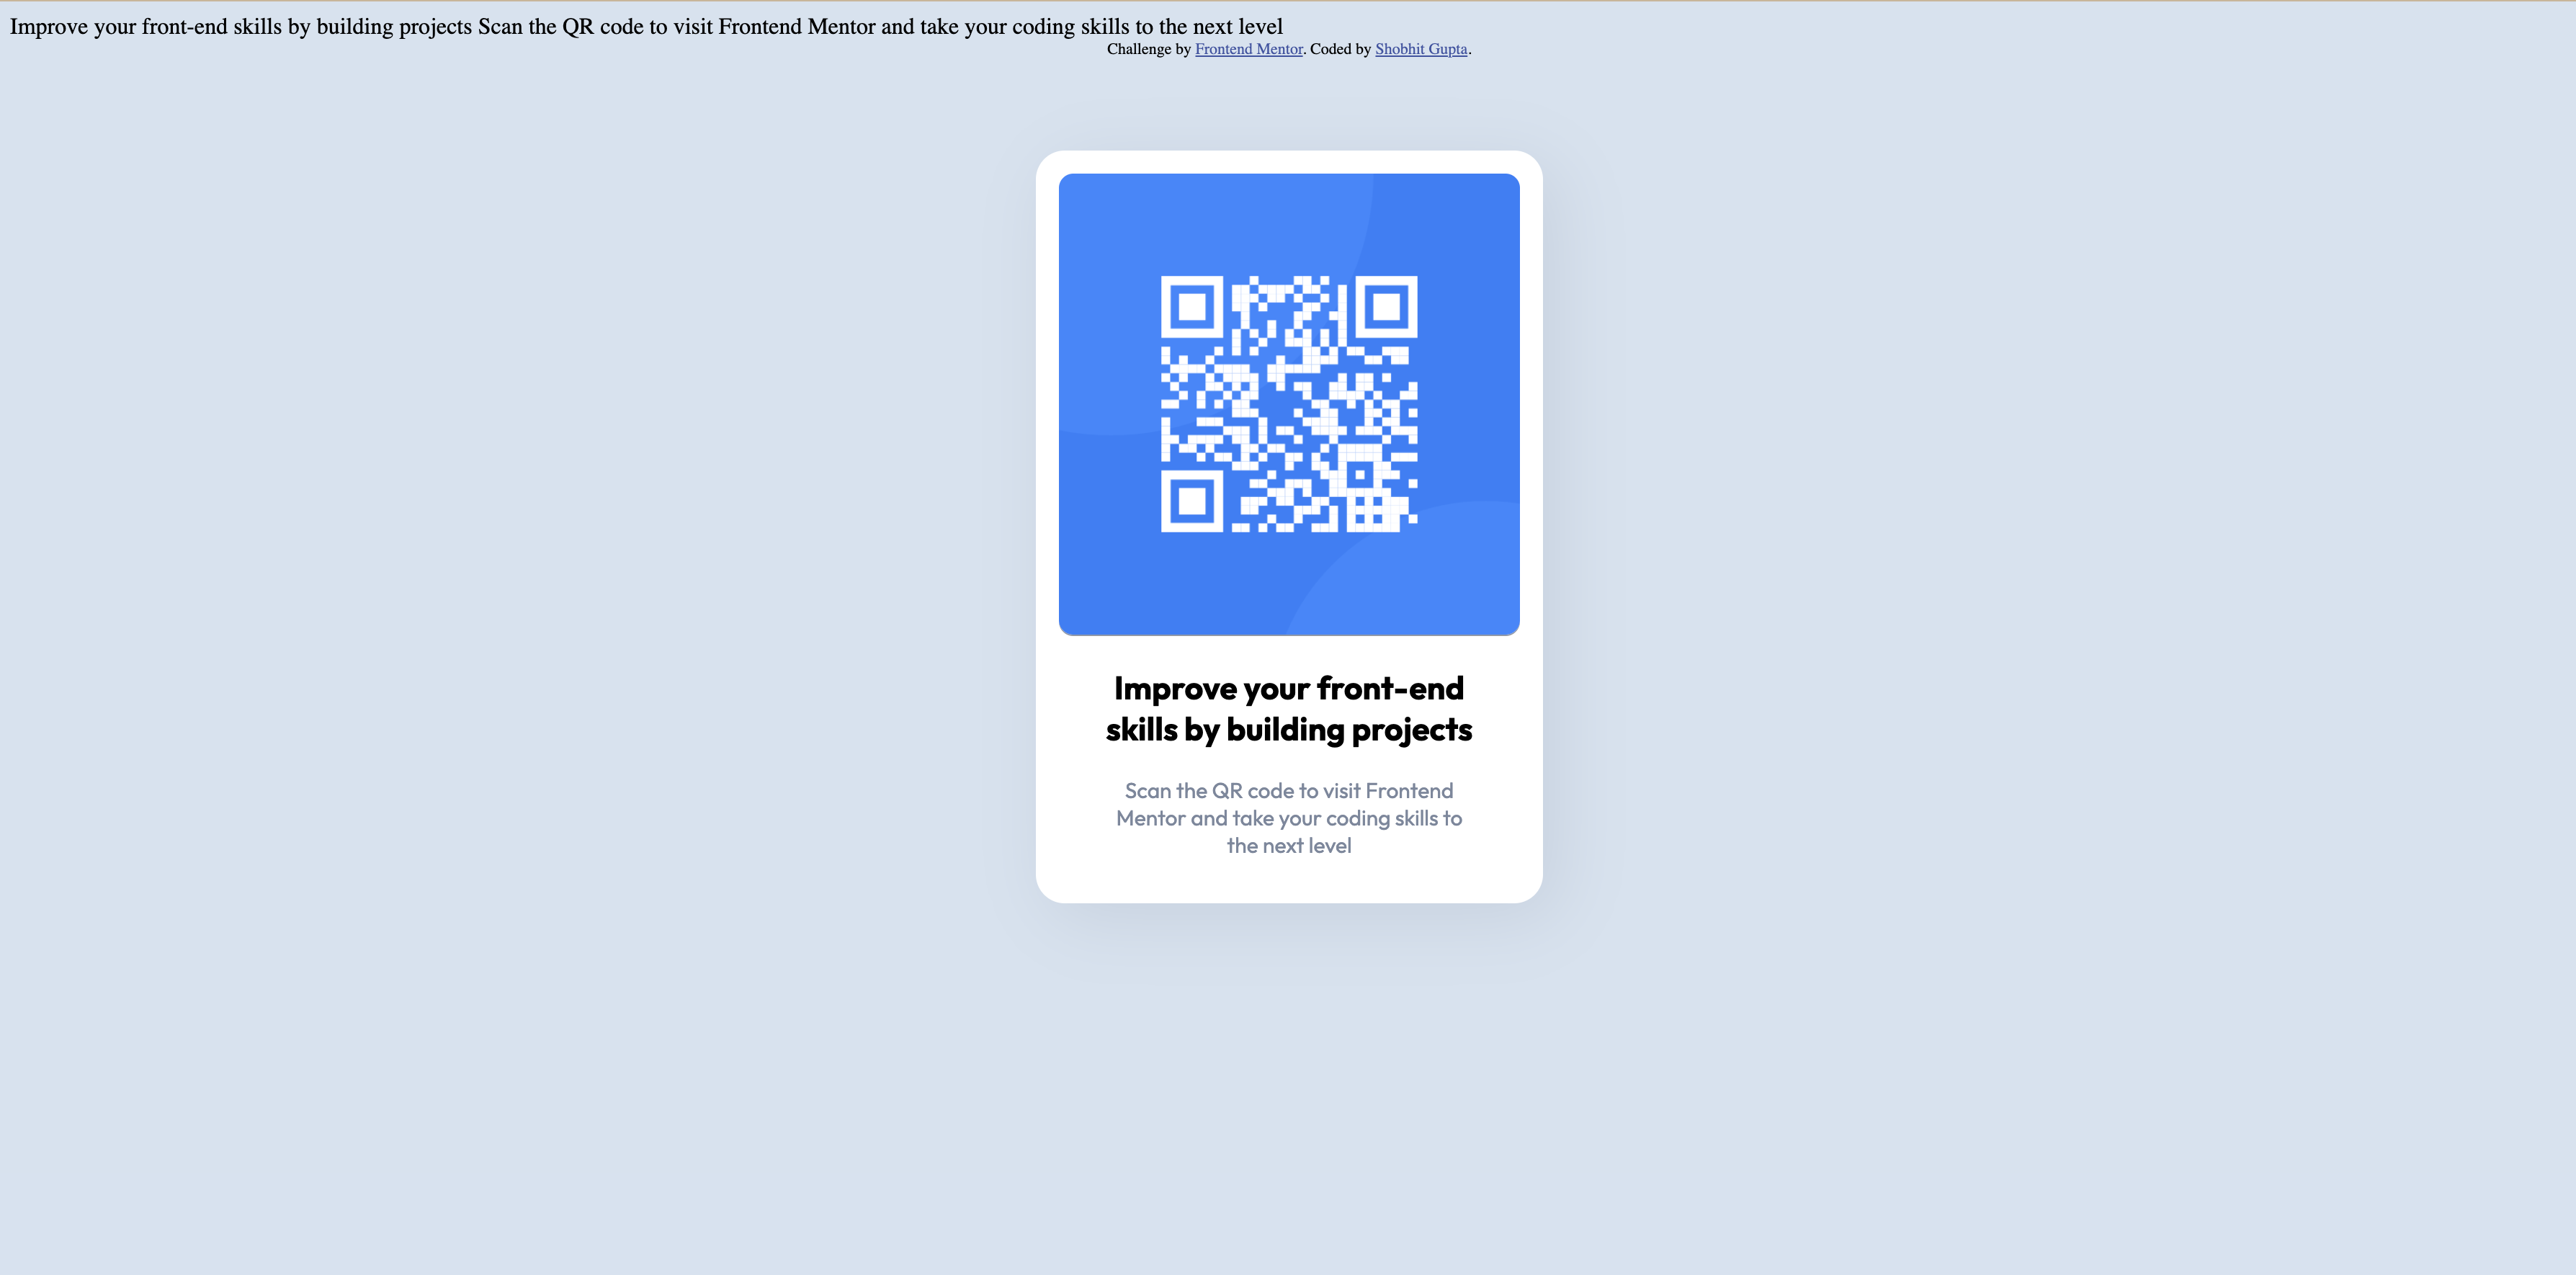 Improve your front-end skills by building projects Scan the QR code to visit Frontend Mentor and take your coding skills to the next level
Challenge by Frontend Mentor. Coded by Shobhit Gupta.
Improve your front-end
skills by building projects
Scan the QR code to visit Frontend
Mentor and take your coding skills to
the next level